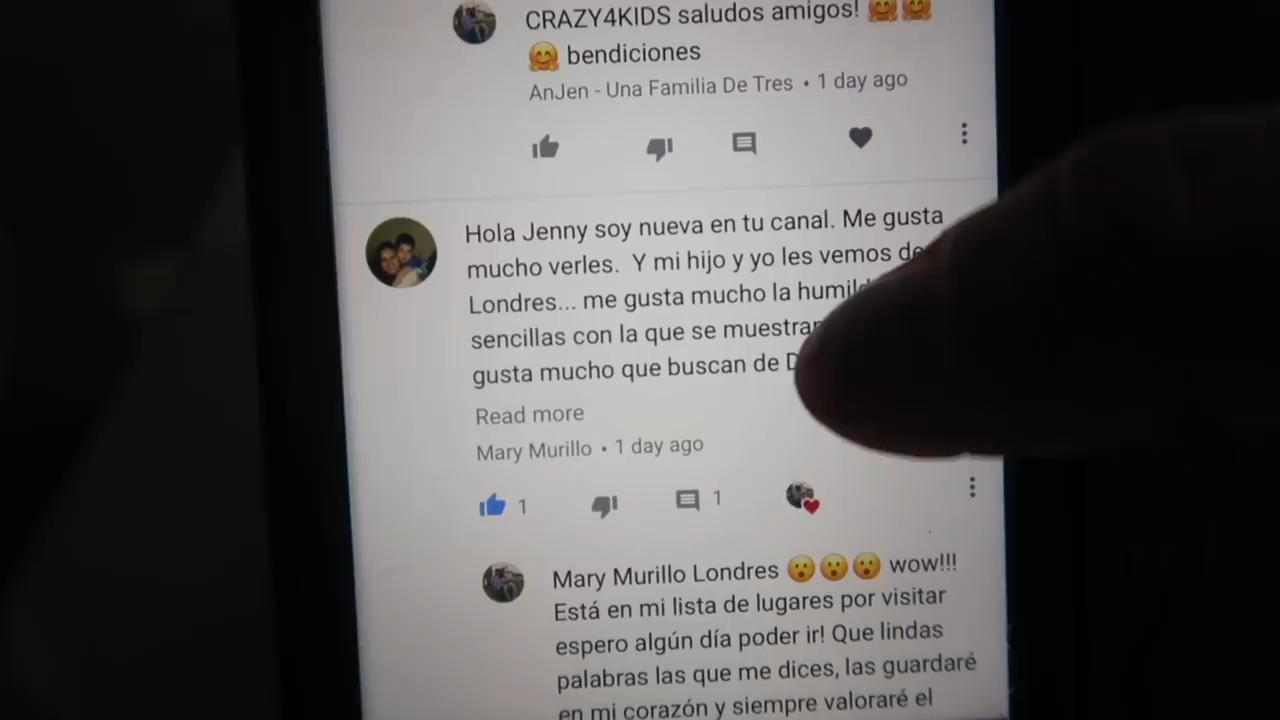 CRAZY4KIDS saludos amigos! 🤗🤗
🤗 bendiciones
AnJen - Una Familia De Tres • 1 day ago
Hola Jenny soy nueva en tu canal. Me gusta
mucho verles. Y mi hijo y yo les vemos
Londres... me gusta mucho la
sencillas con la que se
gusta mucho que buscan de
Read more
Mary Murillo • 1 day ago
1
1
Mary Murillo Londres 😮😮😮 wow!!!
Está en mi lista de lugares por visitar
espero algún día poder ir! Que lindas
palabras las que me dices, las guardaré
en mi corazón y siempre valoraré el